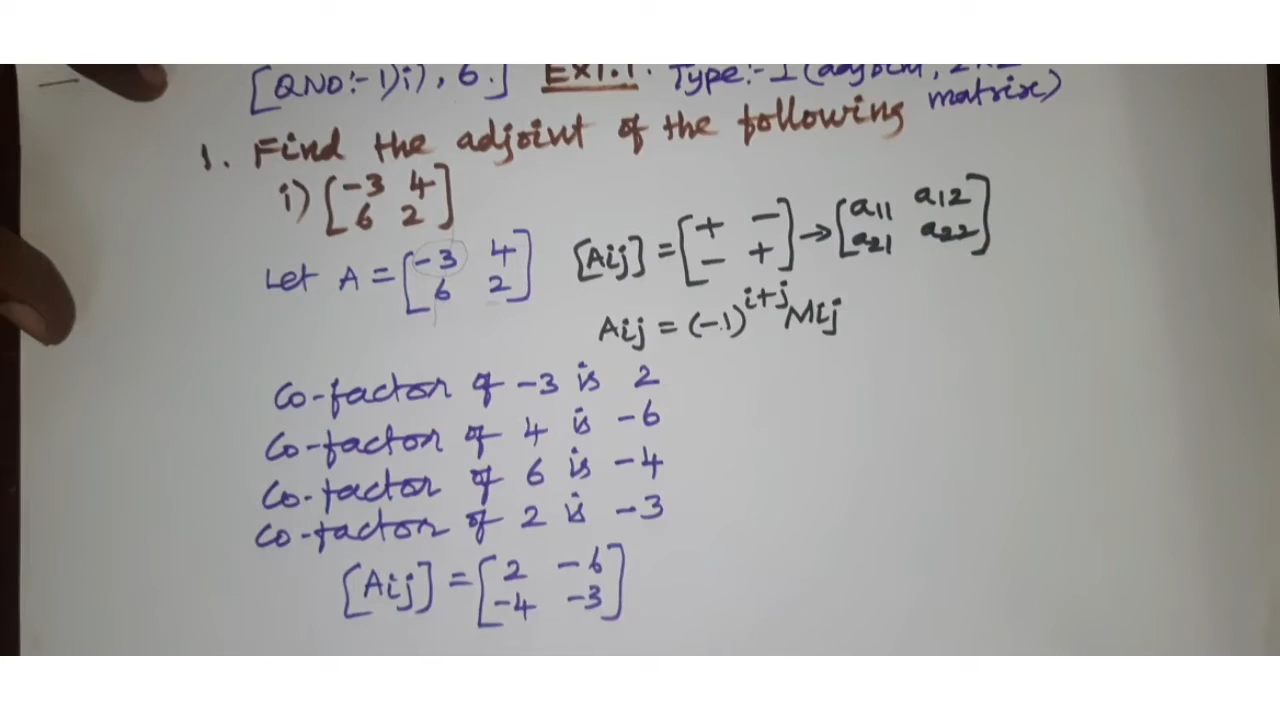 [QNO:-1)i), 6.] EX1.1. Type:-1 (adjoint, 2x2 matrix)
1. Find the adjoint of the following
i) [-3 4
6 2]
Let A = [-3 4
6 2]
[Aij] = [+ -
- +] → [a11 a12
a21 a22]
Aij = (-1)^i+j Mij
Co-factor of -3 is 2
Co-factor of 4 is -6
Co-factor of 6 is -4
Co-factor of 2 is -3
[Aij] = [2 -6
-4 -3]